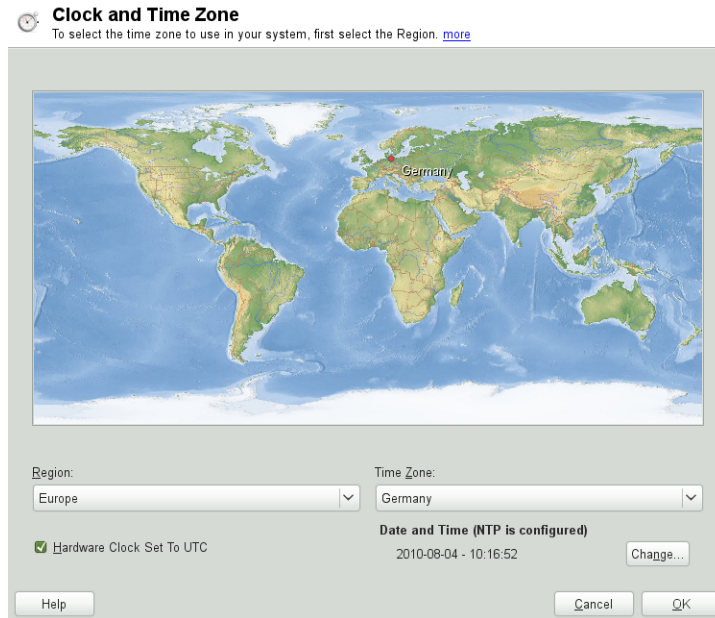 Clock and Time Zone
To select the time zone to use in your system, first select the Region. more
Germany
Region:
Time Zone:
Europe
Germany
Date and Time (NTP is configured)
Hardware Clock Set To UTC
2010-08-04 - 10:16:52
Change...
Help
Cancel
OK